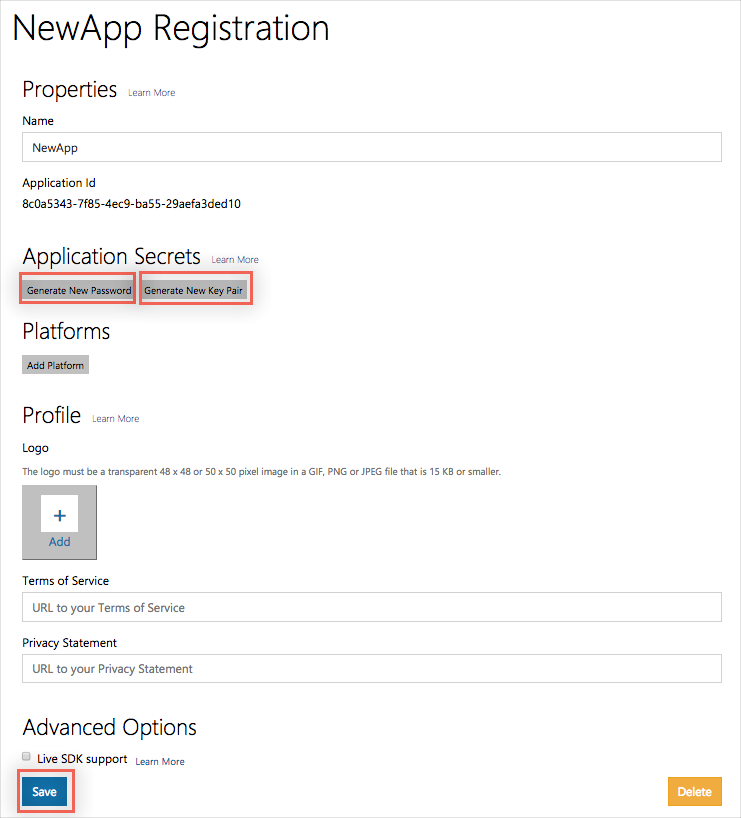 NewApp Registration
Properties Learn More
Name
NewApp
Application Id
8c0a5343-7f85-4ec9-ba55-29aefa3ded10
Application Secrets Learn More
Generate New Password Generate New Key Pair
Platforms
Add Platform
Profile Learn More
Logo
The logo must be a transparent 48 x 48 or 50 x 50 pixel image in a GIF, PNG or JPEG file that is 15 KB or smaller.
+
Add
Terms of Service
URL to your Terms of Service
Privacy Statement
URL to your Privacy Statement
Advanced Options
Live SDK support Learn More
Save Delete